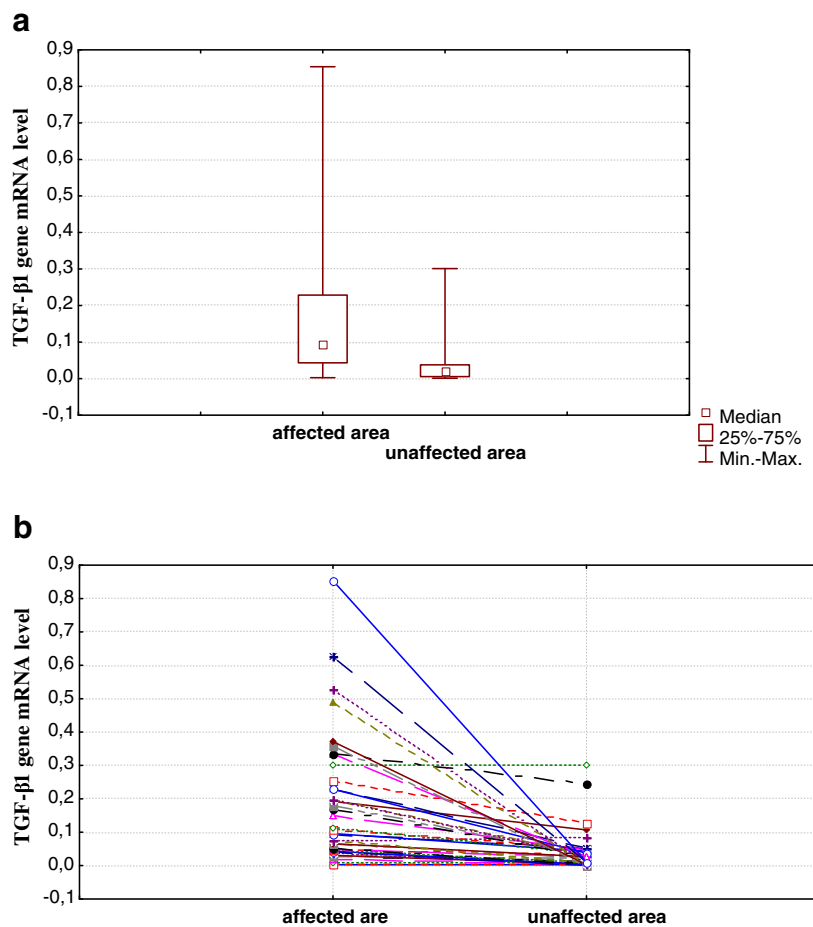 a
0,9
0,8
0,7
0,6
0,5
0,4
0,3
0,2
0,1
0,0
-0,1
TGF-β1 gene mRNA level
affected area
unaffected area
Median
25%-75%
Min.-Max.
b
0,9
0,8
0,7
0,6
0,5
0,4
0,3
0,2
0,1
0,0
-0,1
TGF-β1 gene mRNA level
affected are
unaffected area